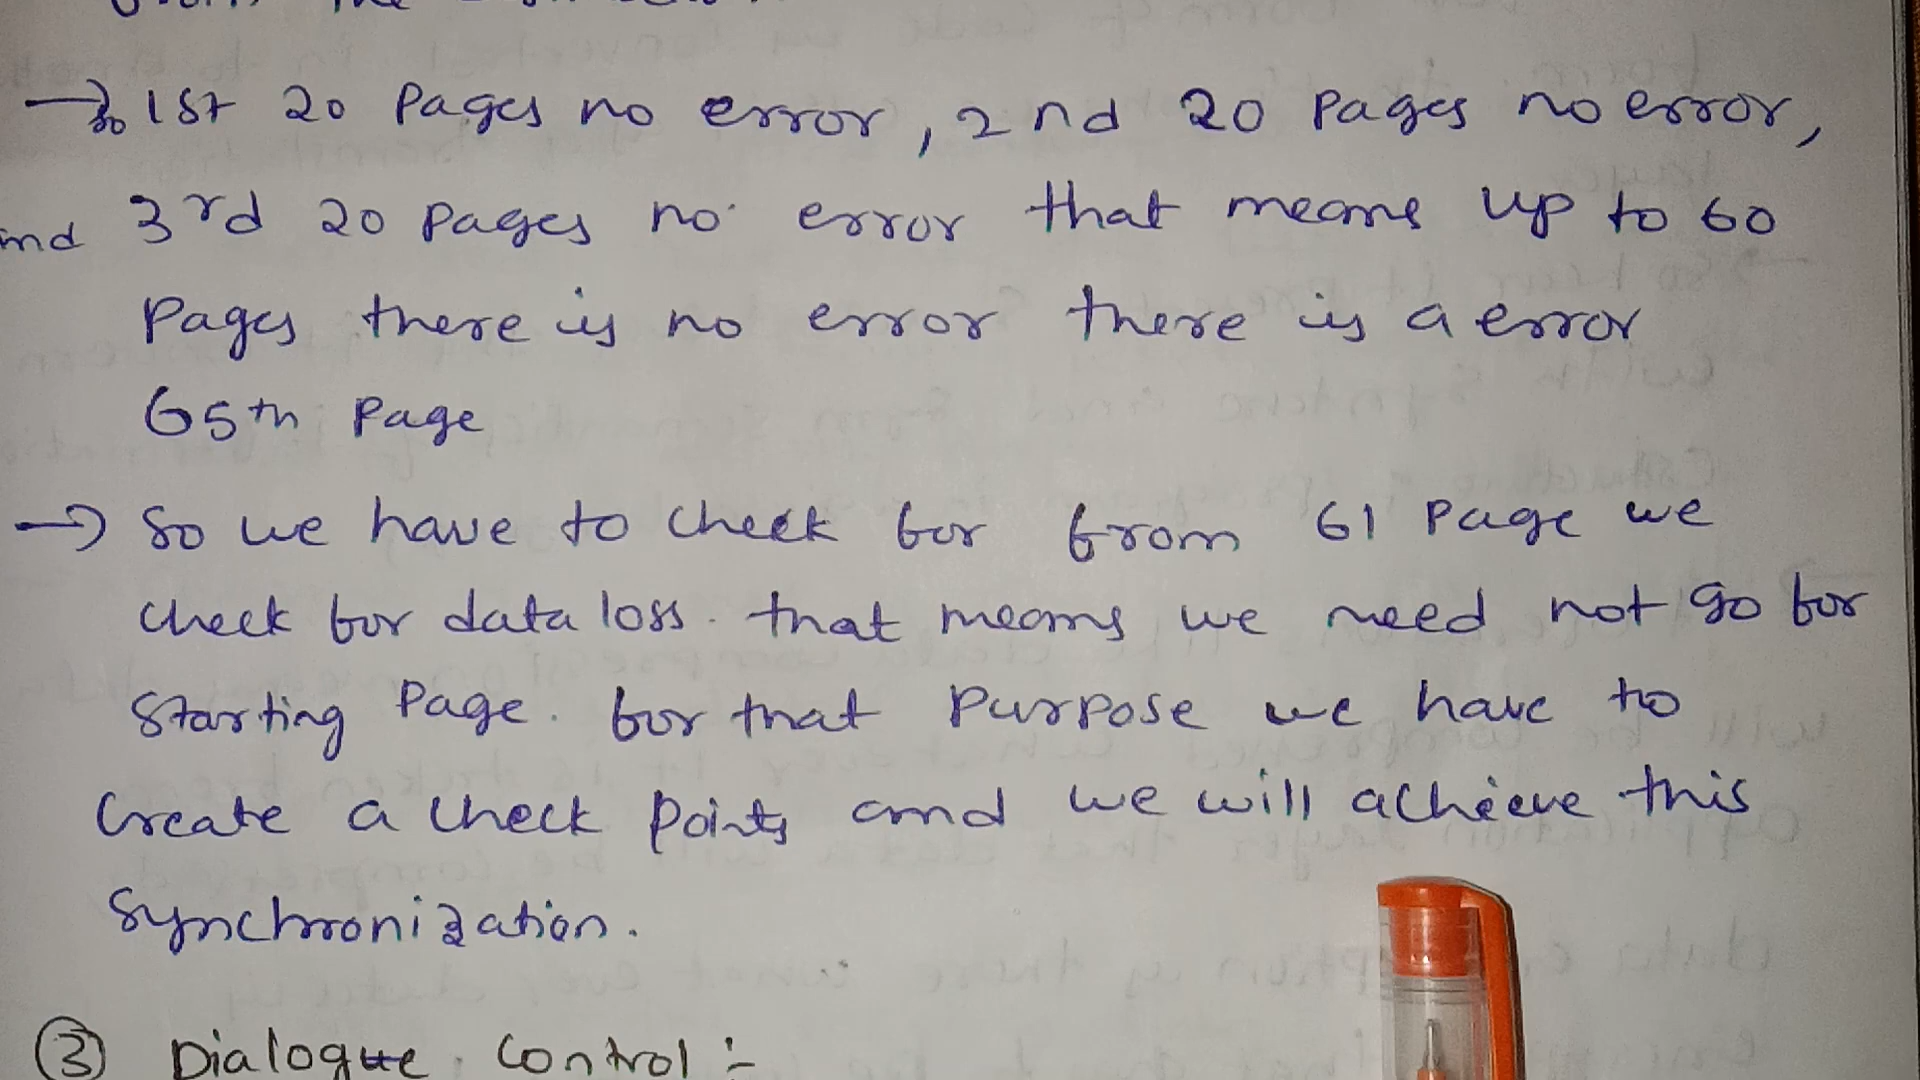 → So 1st 20 Pages no error, 2nd 20 Pages no error,
and 3rd 20 Pages no error that means up to 60
Pages there is no error there is a error
65th Page
→ So we have to check for from 61 Page we
check for data loss. that means we need not go for
Starting Page. for that Purpose we have to
Create a check Points and we will achieve this
Synchronization.
③ Dialogue Control :-